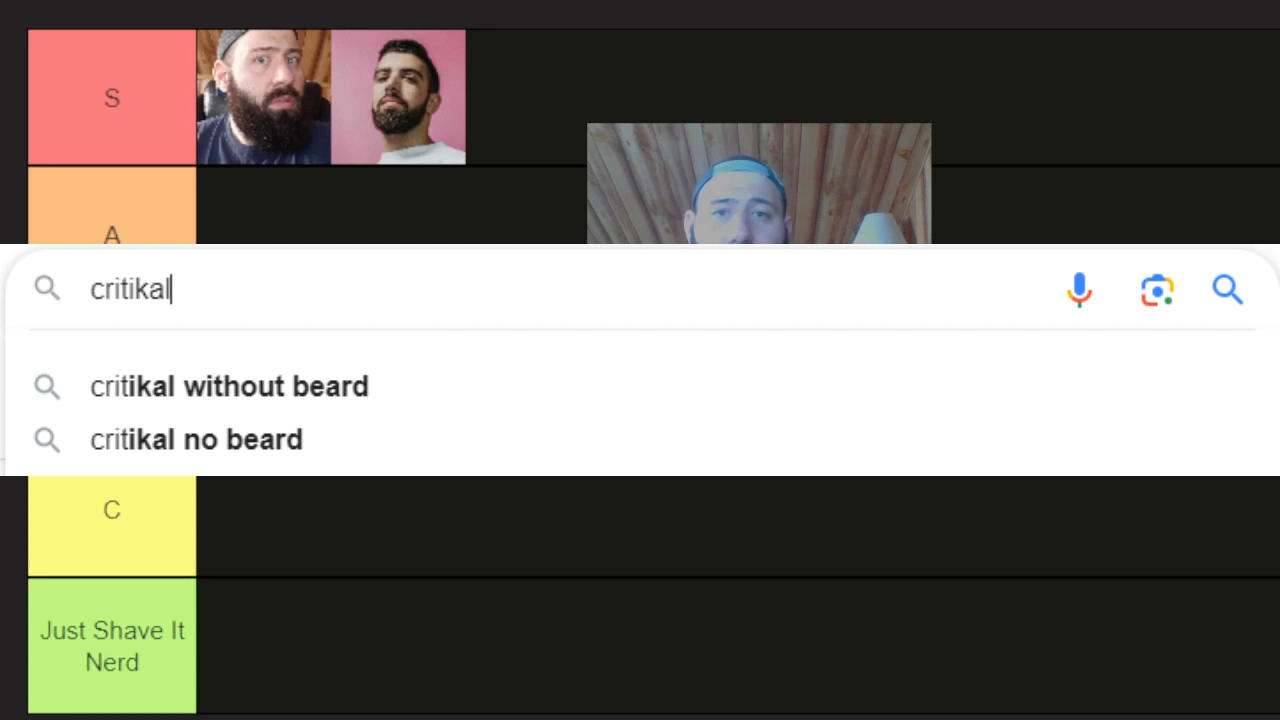 S
A
critikal
critikal without beard
critikal no beard
C
Just Shave It
Nerd